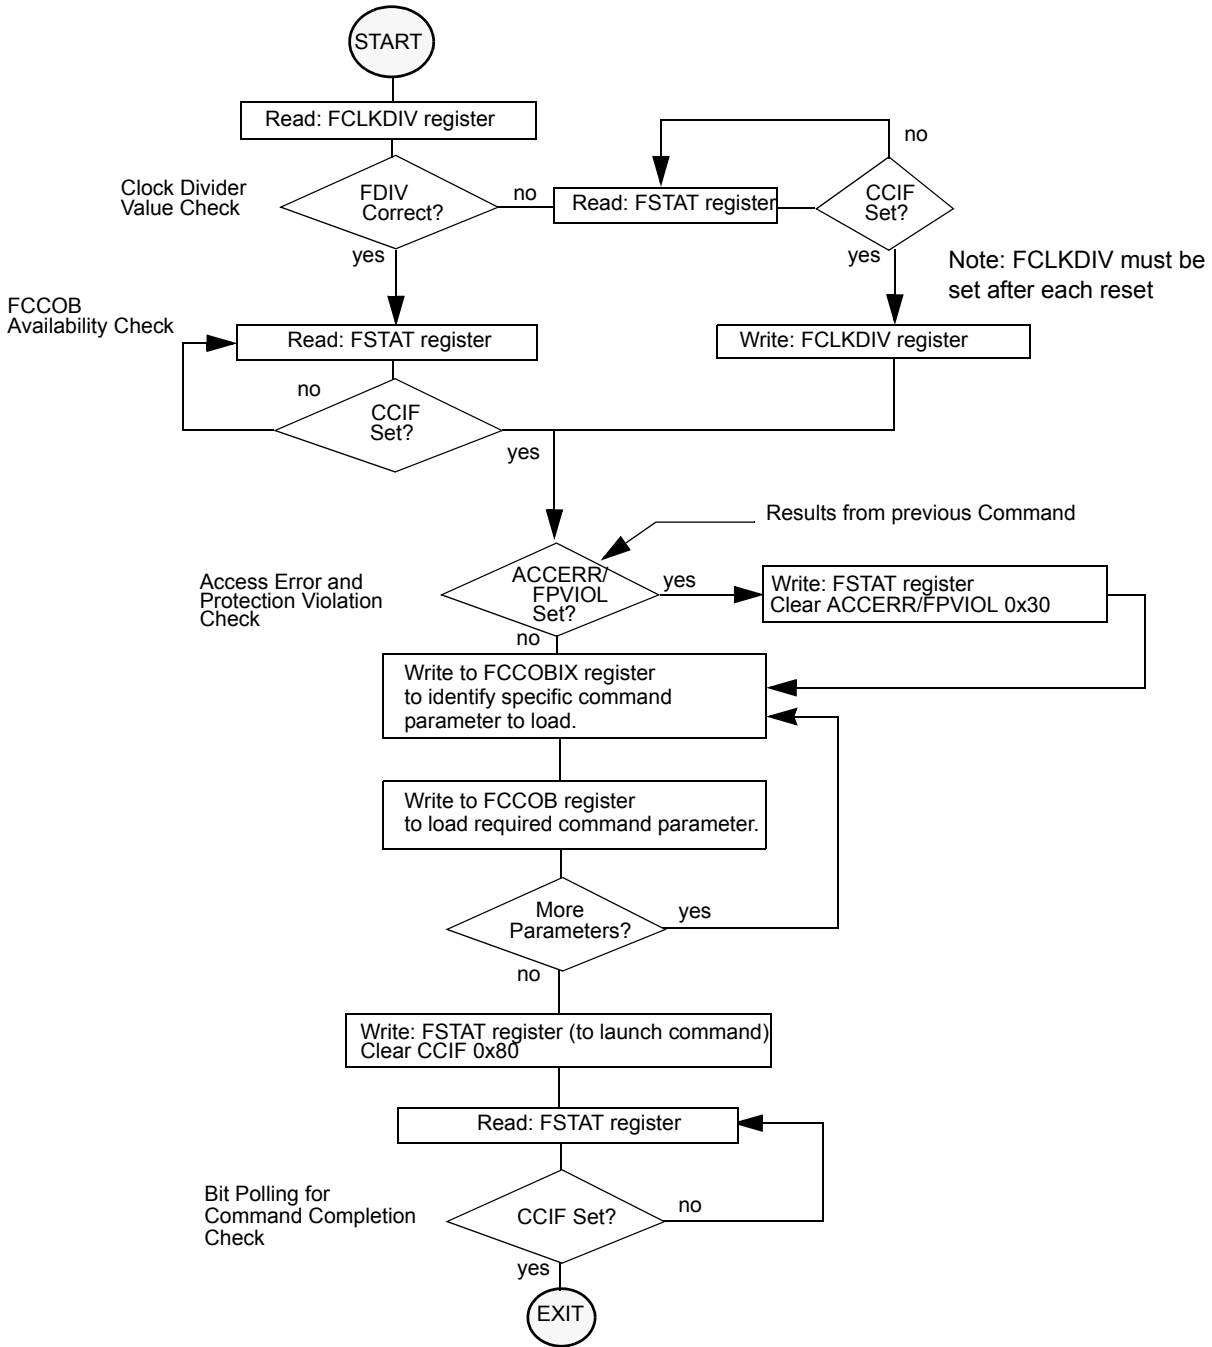 START
Read: FCLKDIV register
Clock Divider
Value Check
FDIV
Correct?
no
Read: FSTAT register
no
CCIF
Set?
yes
yes
Note: FCLKDIV must be
set after each reset
FCCOB
Availability Check
Read: FSTAT register
Write: FCLKDIV register
no
CCIF
Set?
yes
Results from previous Command
Access Error and
Protection Violation
Check
ACCERR/
FPVIOL
Set?
yes
Write: FSTAT register
Clear ACCERR/FPVIOL 0x30
no
Write to FCCOBIX register
to identify specific command
parameter to load.
Write to FCCOB register
to load required command parameter.
More
Parameters?
yes
no
Write: FSTAT register (to launch command)
Clear CCIF 0x80
Read: FSTAT register
Bit Polling for
Command Completion
Check
CCIF Set?
no
yes
EXIT